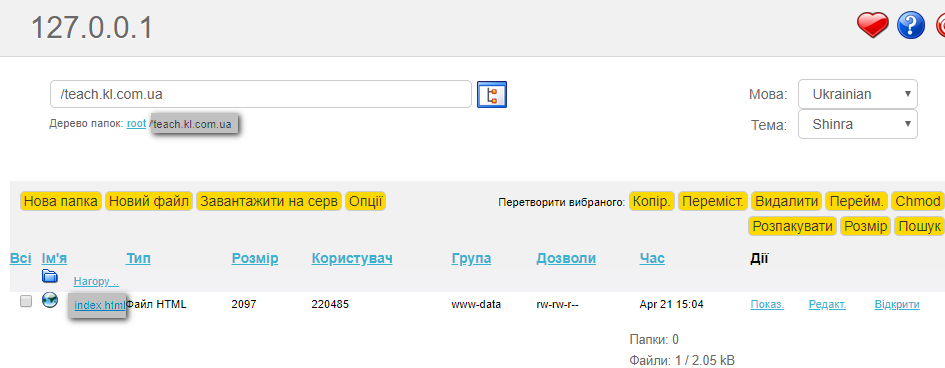 127.0.0.1
/teach.kl.com.ua
Мова: Ukrainian
Дерево папок: root /teach.kl.com.ua
Тема: Shinra
Нова папка Новий файл Завантажити на серв Опції Перетворити вибраного: Копір. Переміст. Видалити Перейм. Chmod
Розпакувати Розмір Пошук
Всі Ім'я Тип Розмір Користувач Група Дозволи Час Дії
Нагору ..
index.html Файл HTML 2097 220485 www-data rw-rw-r-- Apr 21 15:04 Показ. Редакт. Відкрити
Папки: 0
Файли: 1 / 2.05 kB